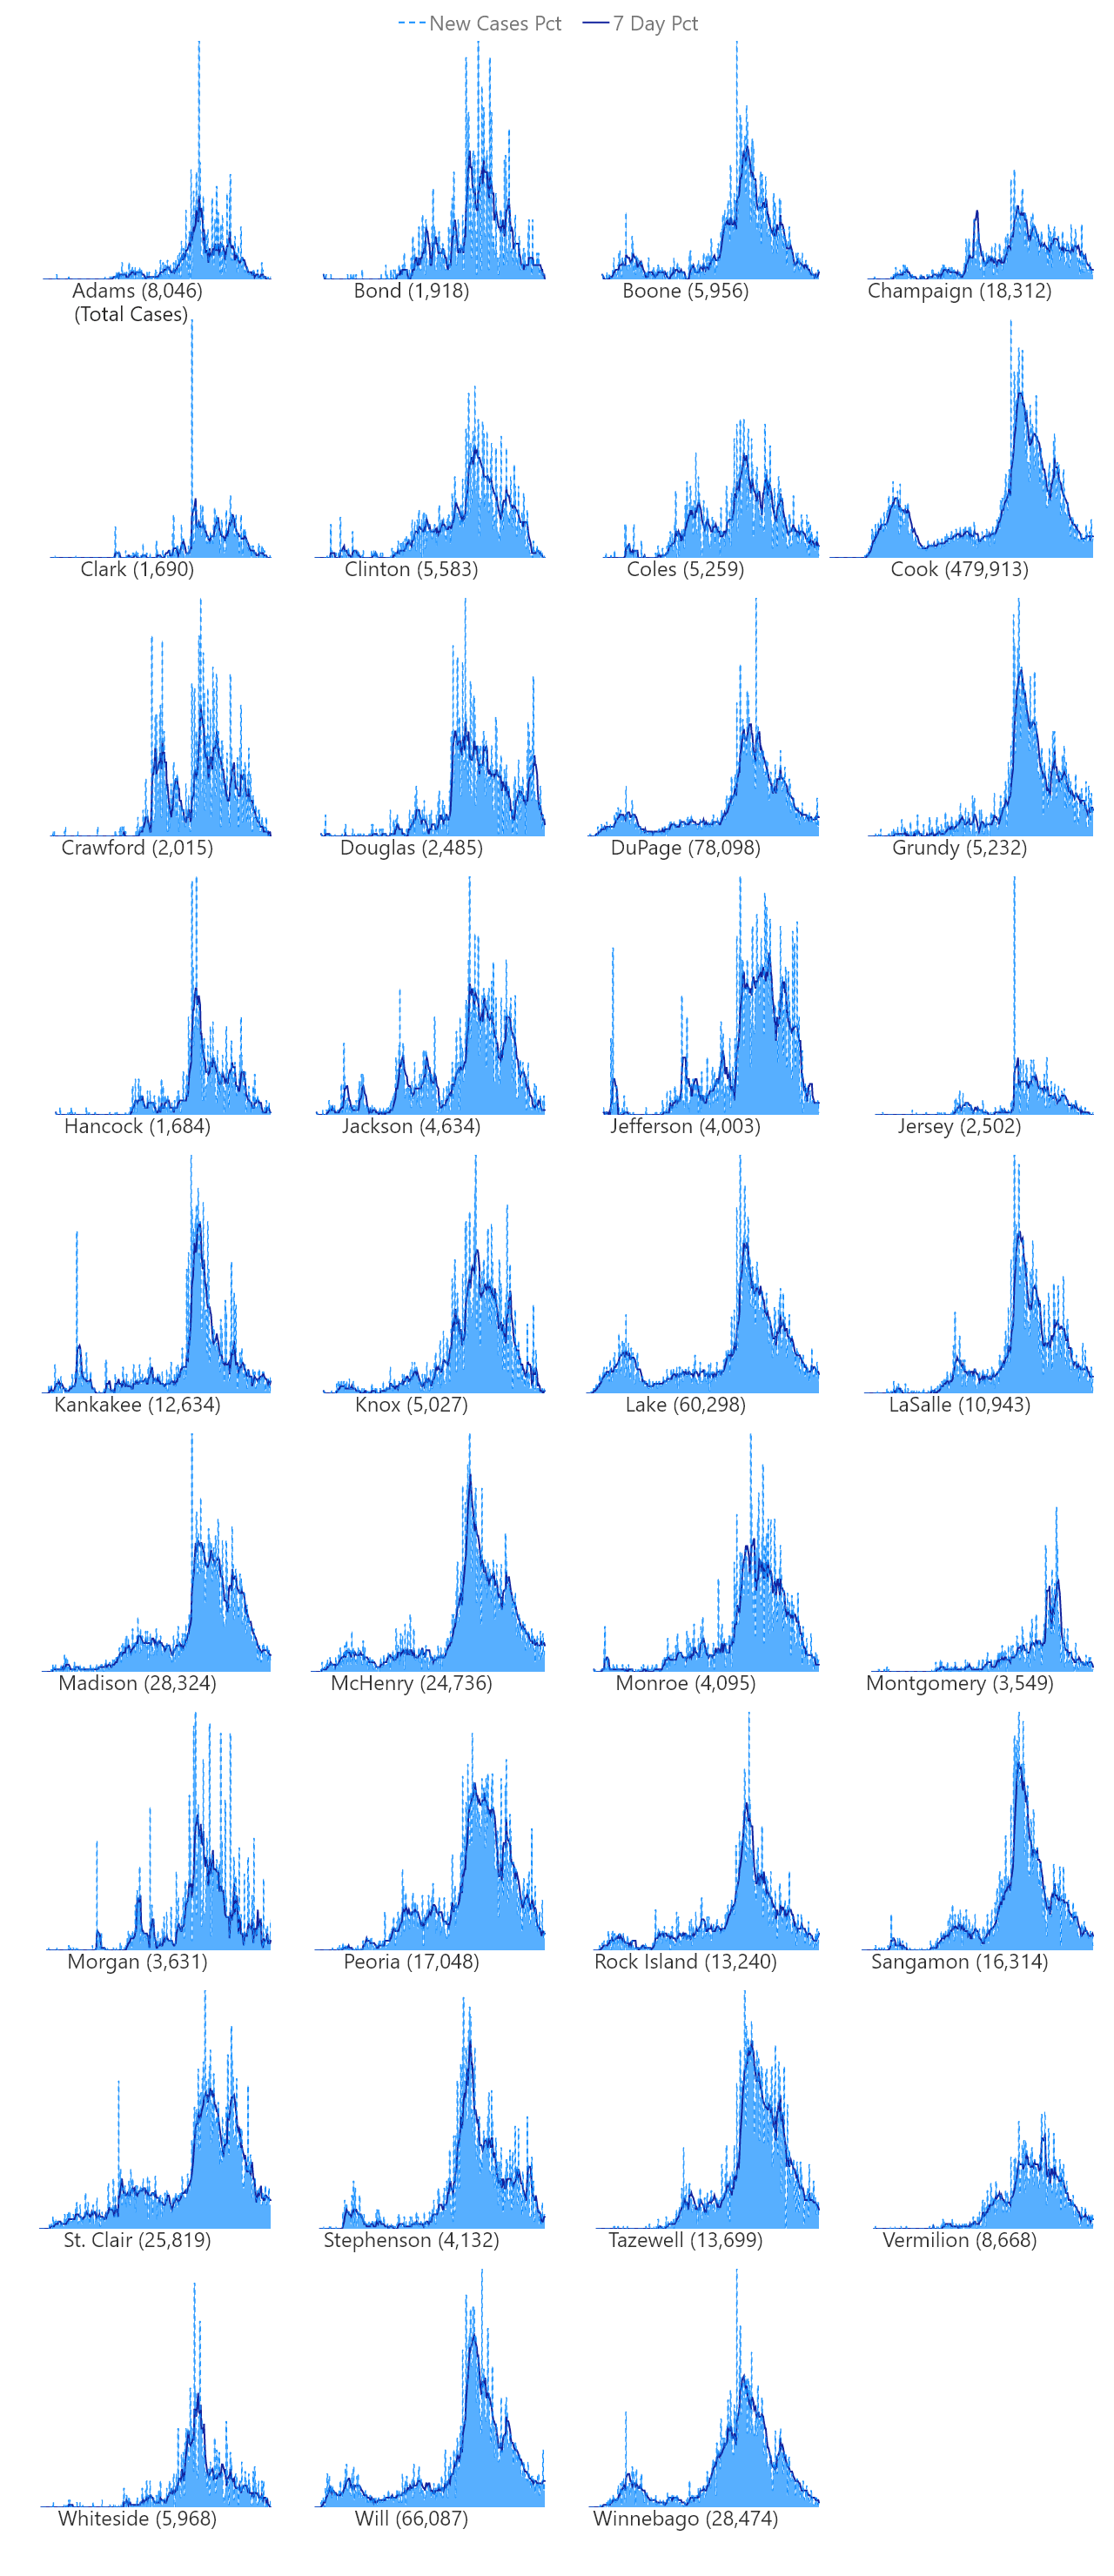 New Cases Pct 7 Day Pct
Adams (8,046) Bond (1,918) Boone (5,956) Champaign (18,312)
(Total Cases)
Clark (1,690) Clinton (5,583) Coles (5,259) Cook (479,913)
Crawford (2,015) Douglas (2,485) DuPage (78,098) Grundy (5,232)
Hancock (1,684) Jackson (4,634) Jefferson (4,003) Jersey (2,502)
Kankakee (12,634) Knox (5,027) Lake (60,298) LaSalle (10,943)
Madison (28,324) McHenry (24,736) Monroe (4,095) Montgomery (3,549)
Morgan (3,631) Peoria (17,048) Rock Island (13,240) Sangamon (16,314)
St. Clair (25,819) Stephenson (4,132) Tazewell (13,699) Vermilion (8,668)
Whiteside (5,968) Will (66,087) Winnebago (28,474)